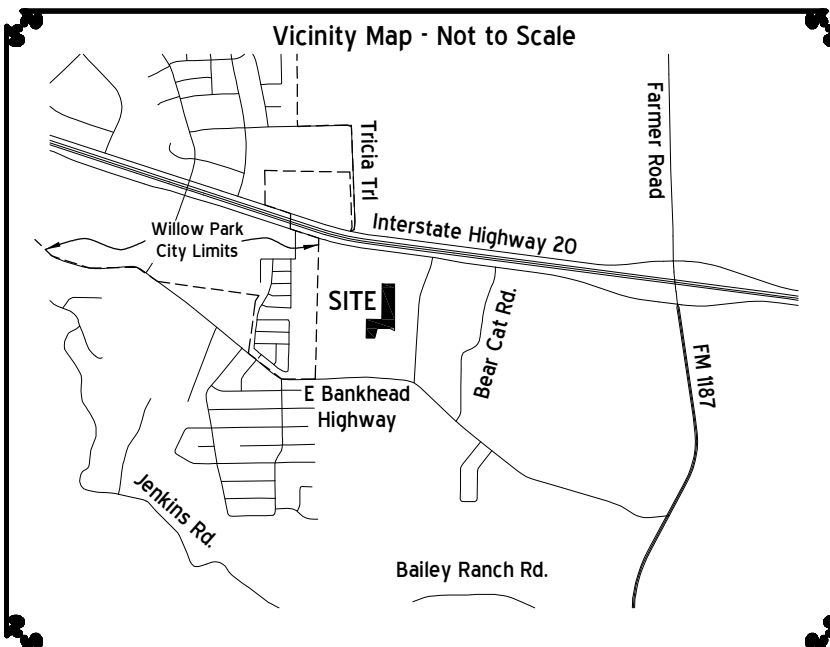 Vicinity Map - Not to Scale
Farmer Road
Tricia Trl
Interstate Highway 20
Willow Park
City Limits
SITE
Bear Cat Rd.
FM 1187
E Bankhead
Highway
Jenkins Rd.
Bailey Ranch Rd.